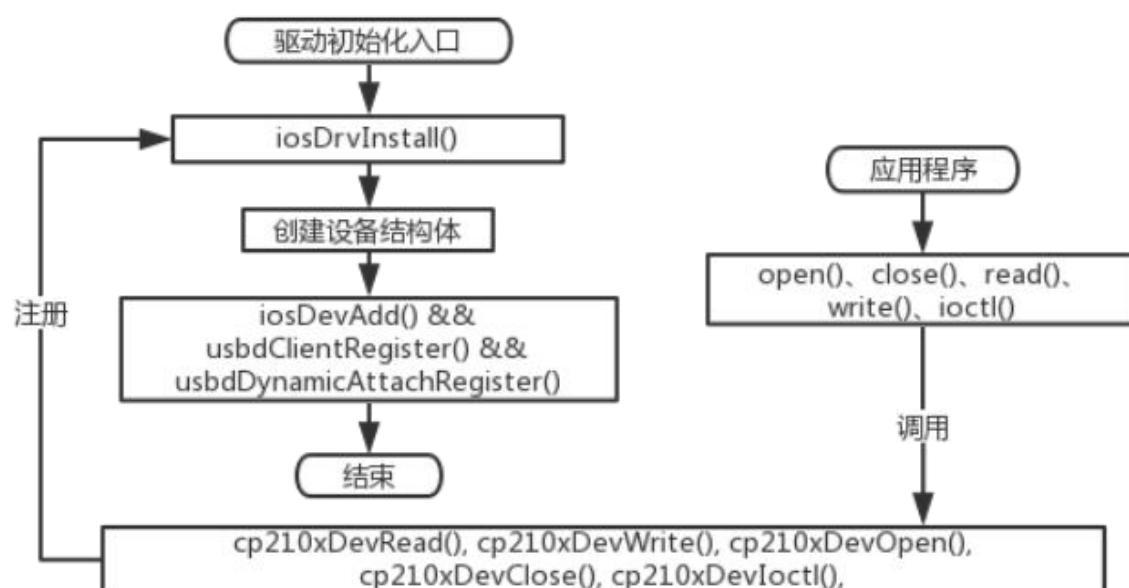 驱动初始化入口
iosDrvInstall()
创建设备结构体
iosDevAdd() &&
usbdClientRegister() &&
usbdDynamicAttachRegister()
结束
注册
应用程序
open()、close()、read()、
write()、ioctl()
调用
cp210xDevRead(), cp210xDevWrite(), cp210xDevOpen(),
cp210xDevClose(), cp210xDevIoctl(),